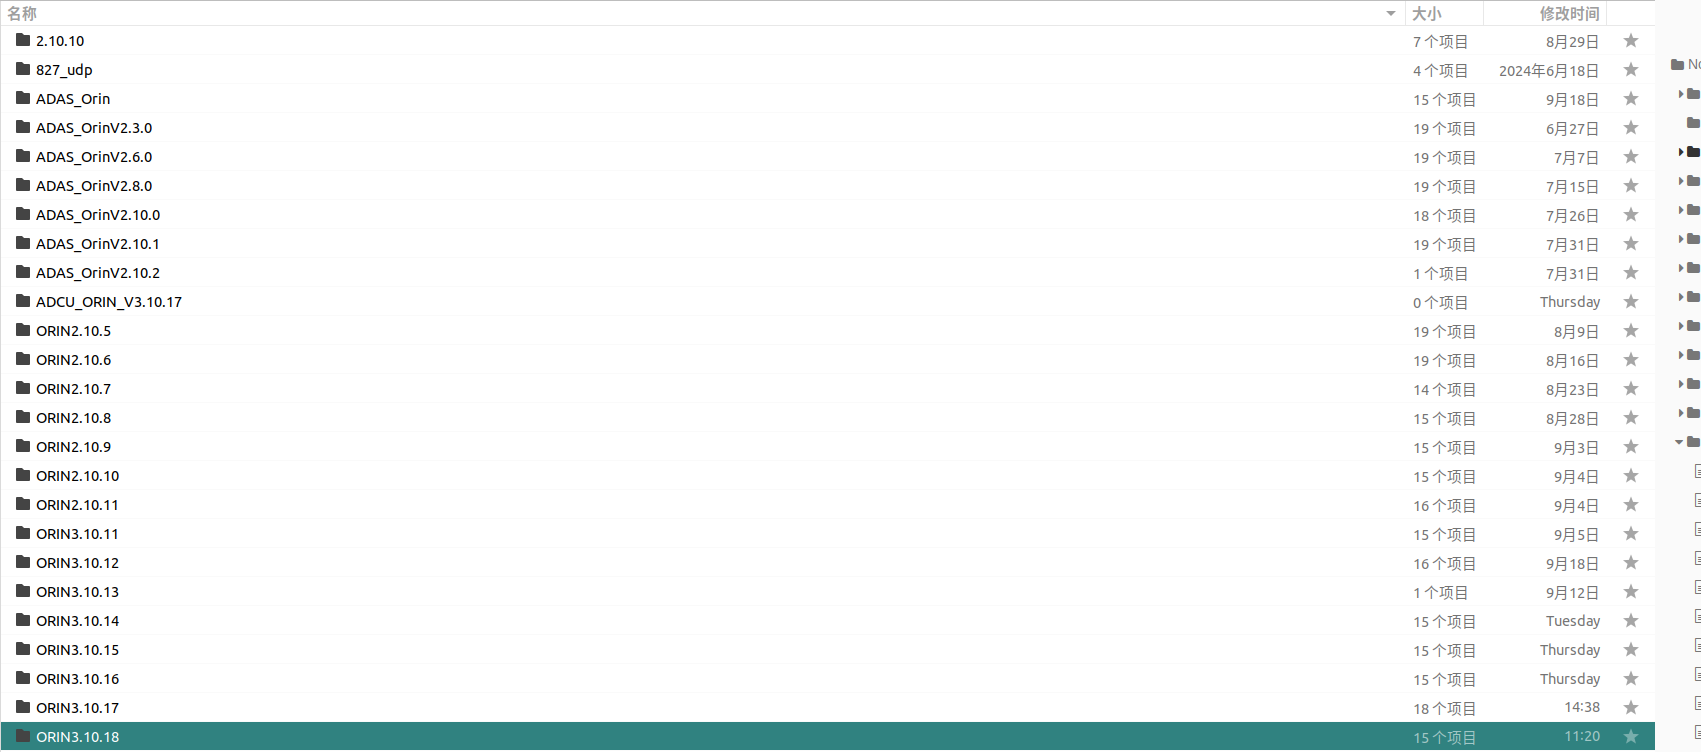 名称 大小 修改时间
2.10.10 7 个项目 8月29日
827_udp 4 个项目 2024年6月18日
ADAS_Orin 15 个项目 9月18日
ADAS_OrinV2.3.0 19 个项目 6月27日
ADAS_OrinV2.6.0 19 个项目 7月7日
ADAS_OrinV2.8.0 19 个项目 7月15日
ADAS_OrinV2.10.0 18 个项目 7月26日
ADAS_OrinV2.10.1 19 个项目 7月31日
ADAS_OrinV2.10.2 1 个项目 7月31日
ADCU_ORIN_V3.10.17 0 个项目 Thursday
ORIN2.10.5 19 个项目 8月9日
ORIN2.10.6 19 个项目 8月16日
ORIN2.10.7 14 个项目 8月23日
ORIN2.10.8 15 个项目 8月28日
ORIN2.10.9 15 个项目 9月3日
ORIN2.10.10 15 个项目 9月4日
ORIN2.10.11 16 个项目 9月4日
ORIN3.10.11 15 个项目 9月5日
ORIN3.10.12 16 个项目 9月18日
ORIN3.10.13 1 个项目 9月12日
ORIN3.10.14 15 个项目 Tuesday
ORIN3.10.15 15 个项目 Thursday
ORIN3.10.16 15 个项目 Thursday
ORIN3.10.17 18 个项目 14:38
ORIN3.10.18 15 个项目 11:20